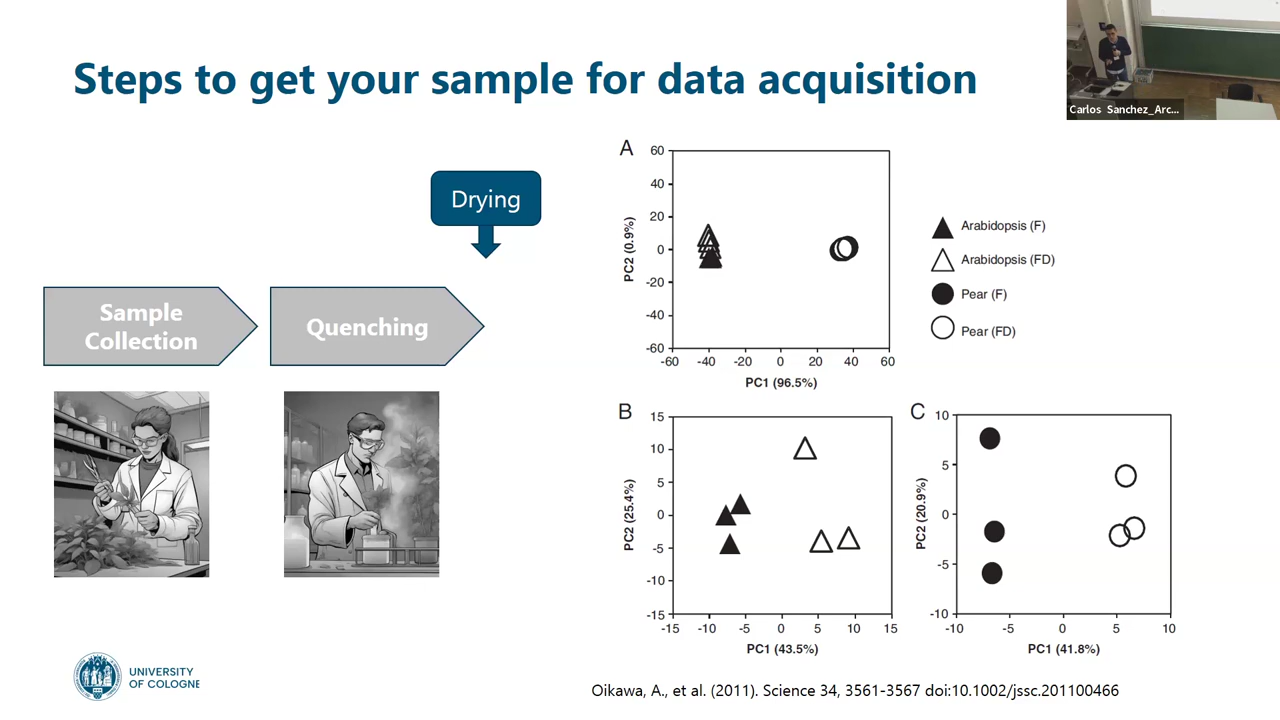 Steps to get your sample for data acquisition
Carlos Sanchez_Arc...
Drying
Sample
Collection
Quenching
A
60
40
20
0
-20
-40
-60
-60 -40 -20 0 20 40 60
PC2 (0.9%)
PC1 (96.5%)
Arabidopsis (F)
Arabidopsis (FD)
Pear (F)
Pear (FD)
B
15
10
5
0
-5
-10
-15
-15 -10 -5 0 5 10 15
PC2 (25.4%)
PC1 (43.5%)
C
10
5
0
-5
-10
-10 -5 0 5 10
PC2 (20.9%)
PC1 (41.8%)
UNIVERSITY
OF COLOGNE
Oikawa, A., et al. (2011). Science 34, 3561-3567 doi:10.1002/jssc.201100466